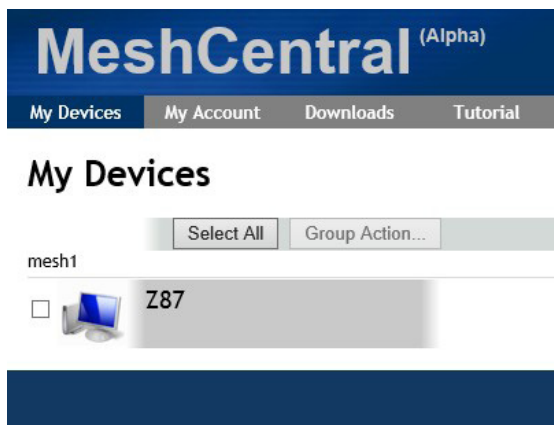 MeshCentral (Alpha)
My Devices My Account Downloads Tutorial
My Devices
Select All Group Action...
mesh1
Z87